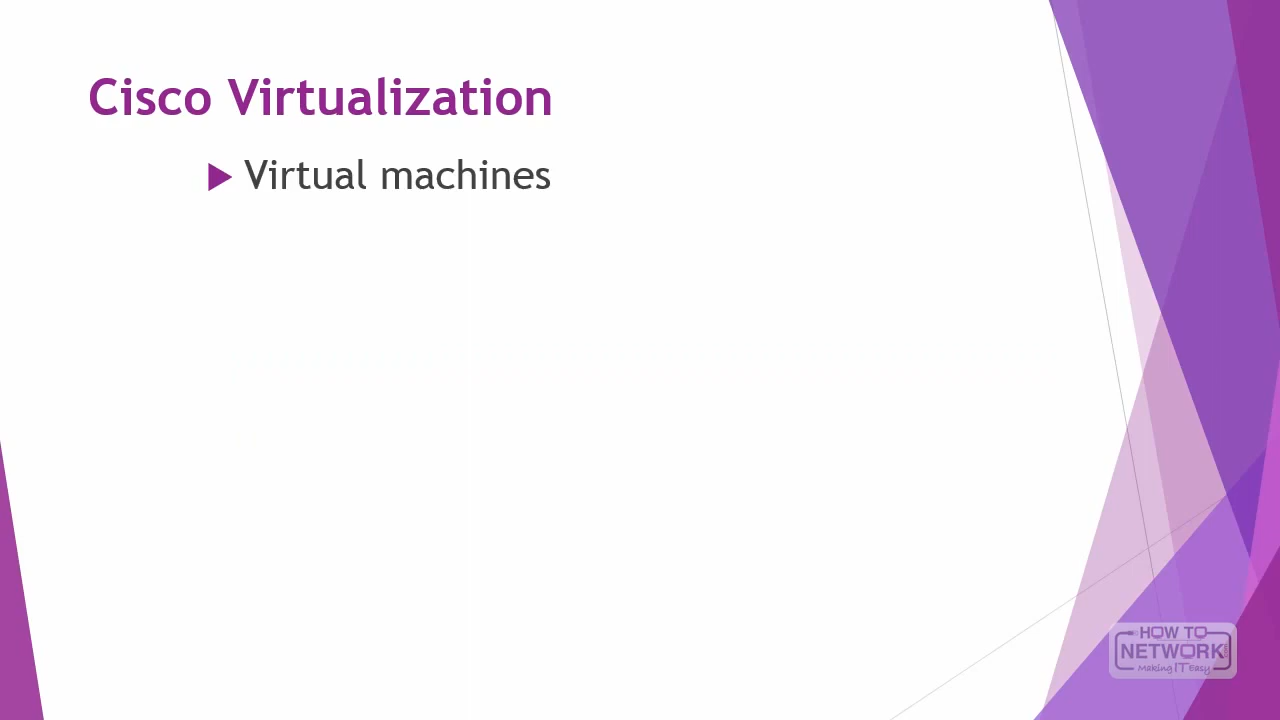 Cisco Virtualization
Virtual machines
HOW TO
NETWORK
Making IT Easy